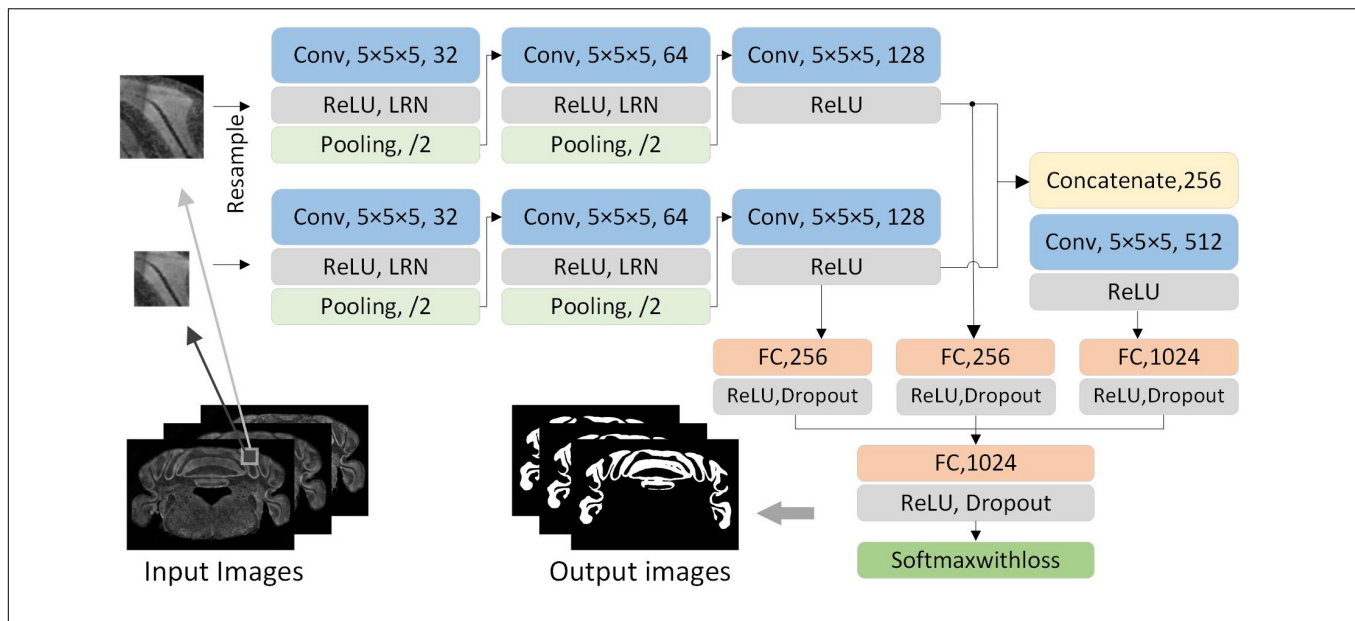 Conv, 5×5×5, 32
Conv, 5×5×5, 64
Conv, 5×5×5, 128
ReLU, LRN
ReLU, LRN
ReLU
Pooling, /2
Pooling, /2
Resample
Concatenate,256
Conv, 5×5×5, 32
Conv, 5×5×5, 64
Conv, 5×5×5, 128
Conv, 5×5×5, 512
ReLU, LRN
ReLU, LRN
ReLU
ReLU
Pooling, /2
Pooling, /2
FC,256
FC,256
FC,1024
ReLU,Dropout
ReLU,Dropout
ReLU,Dropout
FC,1024
ReLU, Dropout
Softmaxwithloss
Input Images
Output images